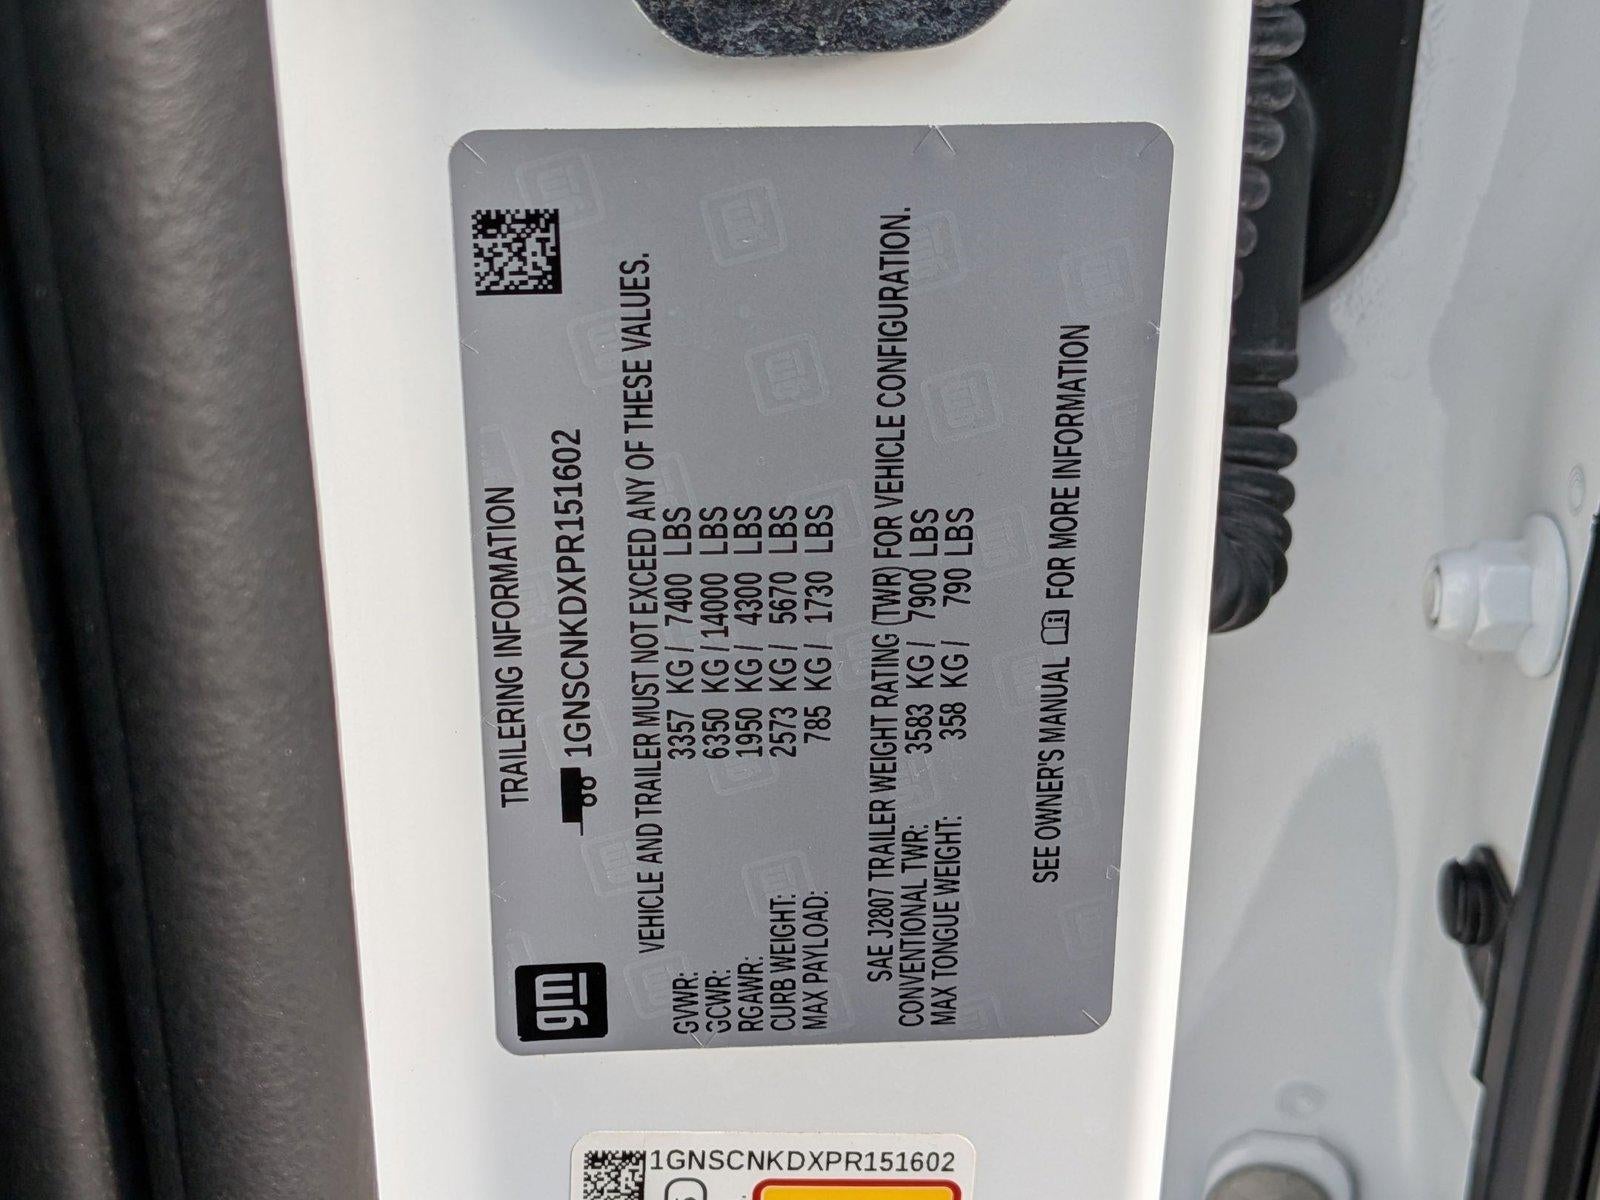 gm
TRAILERING INFORMATION
1GNSCNKDXPR151602
VEHICLE AND TRAILER MUST NOT EXCEED ANY OF THESE VALUES.
GVWR: 3357 KG / 7400 LBS
GCWR: 6350 KG / 14000 LBS
RGAWR: 1950 KG / 4300 LBS
CURB WEIGHT: 2573 KG / 5670 LBS
MAX PAYLOAD: 785 KG / 1730 LBS
SAE J2807 TRAILER WEIGHT RATING (TWR) FOR VEHICLE CONFIGURATION.
CONVENTIONAL TWR: 3583 KG / 7900 LBS
MAX TONGUE WEIGHT: 358 KG / 790 LBS
SEE OWNER'S MANUAL FOR MORE INFORMATION
1GNSCNKDXPR151602